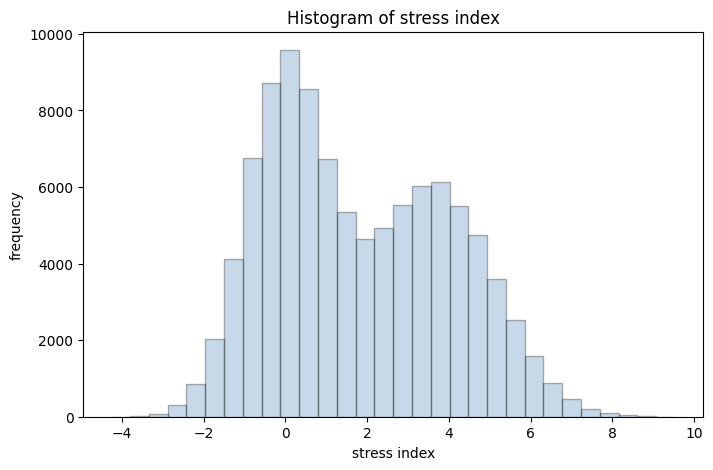 Histogram of stress index
frequency
10000
8000
6000
4000
2000
0
−4 −2 0 2 4 6 8 10
stress index